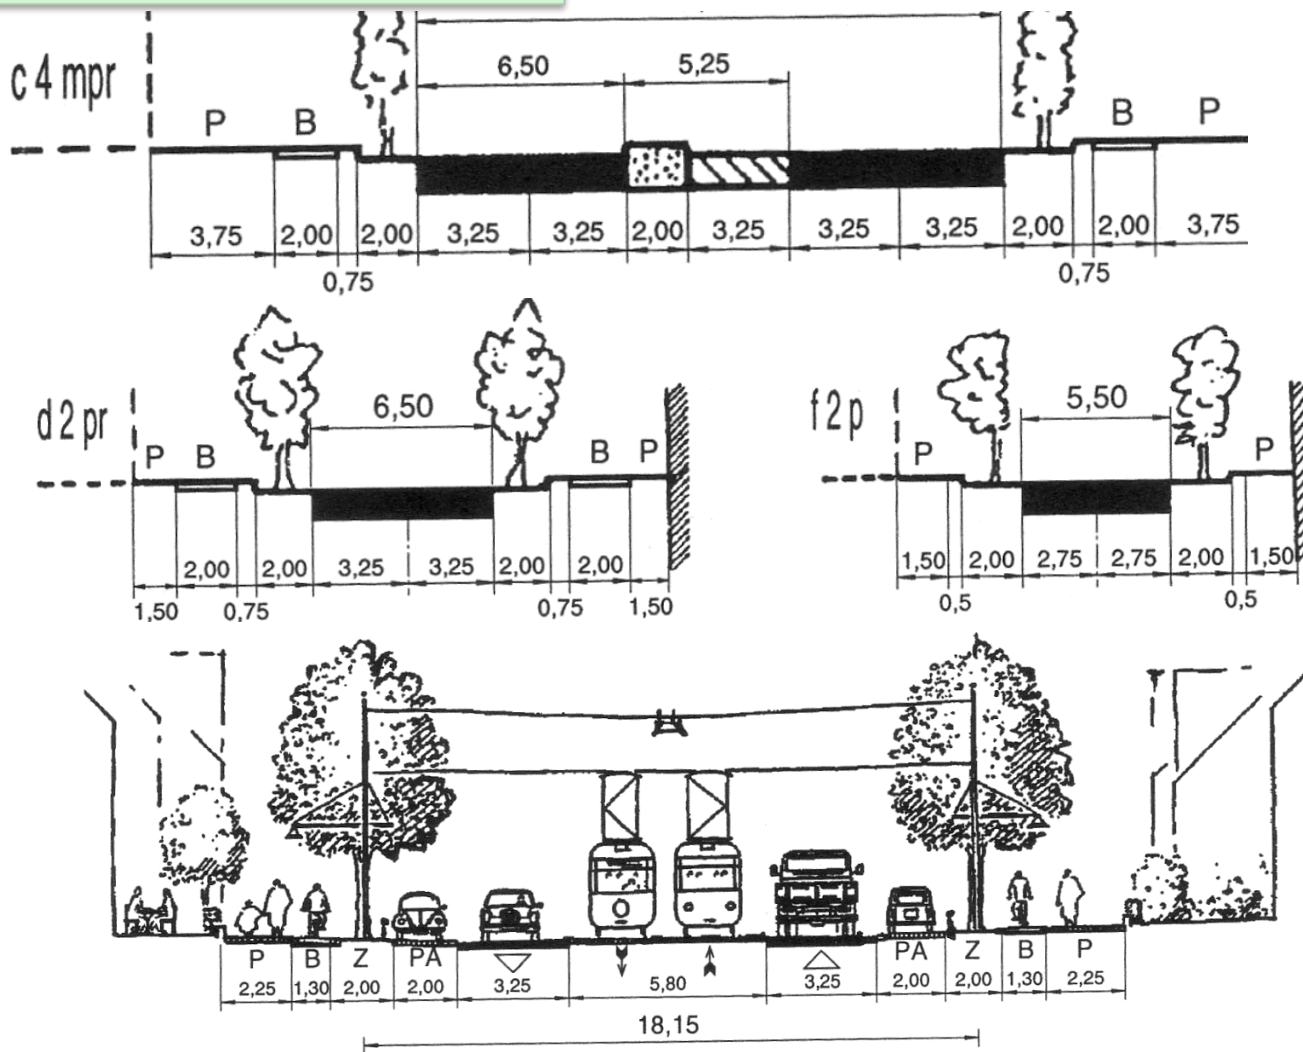 6,50 5,25
c 4 mpr
P B B P
3,75 2,00 2,00 3,25 3,25 2,00 3,25 3,25 3,25 2,00 2,00 3,75
0,75 0,75
d 2 pr
6,50
P B B P
2,00 2,00 3,25 3,25 2,00 2,00
1,50 0,75 0,75 1,50
f 2 p
5,50
P P
1,50 2,00 2,75 2,75 2,00 1,50
0,5 0,5
P B Z PA PA Z B P
2,25 1,30 2,00 2,00 3,25 5,80 3,25 2,00 2,00 1,30 2,25
18,15